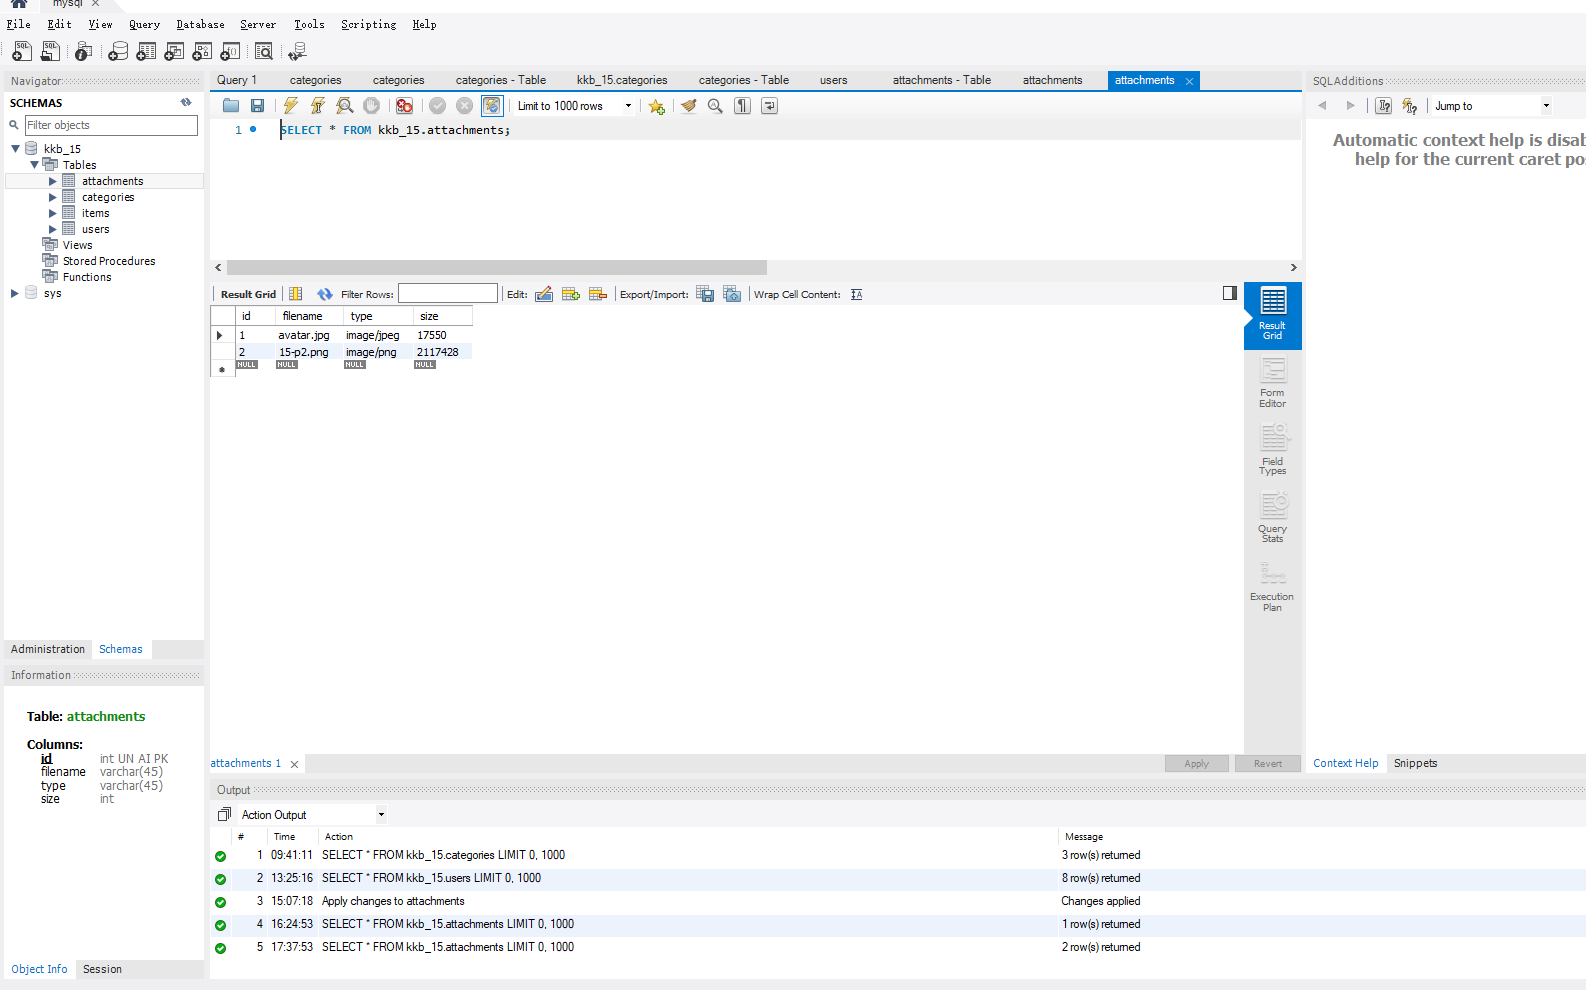 mysql
File Edit View Query Database Server Tools Scripting Help
Navigator
SCHEMAS
Filter objects
kkb_15
Tables
attachments
categories
items
users
Views
Stored Procedures
Functions
sys
Administration Schemas
Information
Table: attachments
Columns:
id int UN AI PK
filename varchar(45)
type varchar(45)
size int
Object Info Session
Query 1 categories categories categories - Table kkb_15.categories categories - Table users attachments - Table attachments attachments
Limit to 1000 rows
1 SELECT * FROM kkb_15.attachments;
Result Grid Filter Rows: Edit: Export/Import: Wrap Cell Content:
id filename type size
1 avatar.jpg image/jpeg 17550
2 15-p2.png image/png 2117428
NULL NULL NULL NULL
Result
Grid
Form
Editor
Field
Types
Query
Stats
Execution
Plan
attachments 1 Apply Revert
Output
Action Output
# Time Action Message
1 09:41:11 SELECT * FROM kkb_15.categories LIMIT 0, 1000 3 row(s) returned
2 13:25:16 SELECT * FROM kkb_15.users LIMIT 0, 1000 8 row(s) returned
3 15:07:18 Apply changes to attachments Changes applied
4 16:24:53 SELECT * FROM kkb_15.attachments LIMIT 0, 1000 1 row(s) returned
5 17:37:53 SELECT * FROM kkb_15.attachments LIMIT 0, 1000 2 row(s) returned
SQLAdditions
Jump to
Automatic context help is disab
help for the current caret po
Context Help Snippets